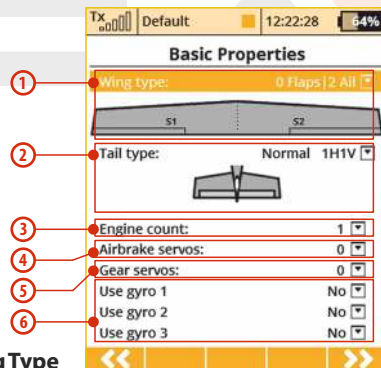 Tx Default 12:22:28 64%
Basic Properties
1 Wing type: 0 Flaps|2 Ail
S1 S2
2 Tail type: Normal 1H1V
3 Engine count: 1
4 Airbrake servos: 0
5 Gear servos: 0
6 Use gyro 1 No
Use gyro 2 No
Use gyro 3 No
g Type